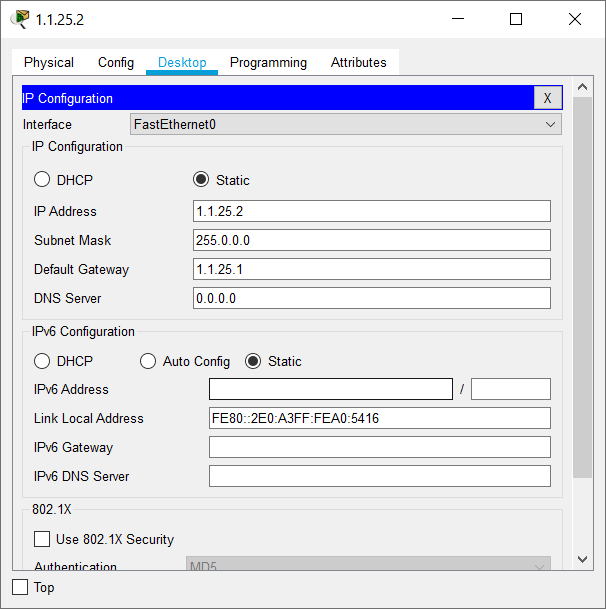 1.1.25.2
Physical Config Desktop Programming Attributes
IP Configuration X
Interface FastEthernet0
IP Configuration
DHCP Static
IP Address 1.1.25.2
Subnet Mask 255.0.0.0
Default Gateway 1.1.25.1
DNS Server 0.0.0.0
IPv6 Configuration
DHCP Auto Config Static
IPv6 Address /
Link Local Address FE80::2E0:A3FF:FEA0:5416
IPv6 Gateway
IPv6 DNS Server
802.1X
Use 802.1X Security
Authentication MD5
Top